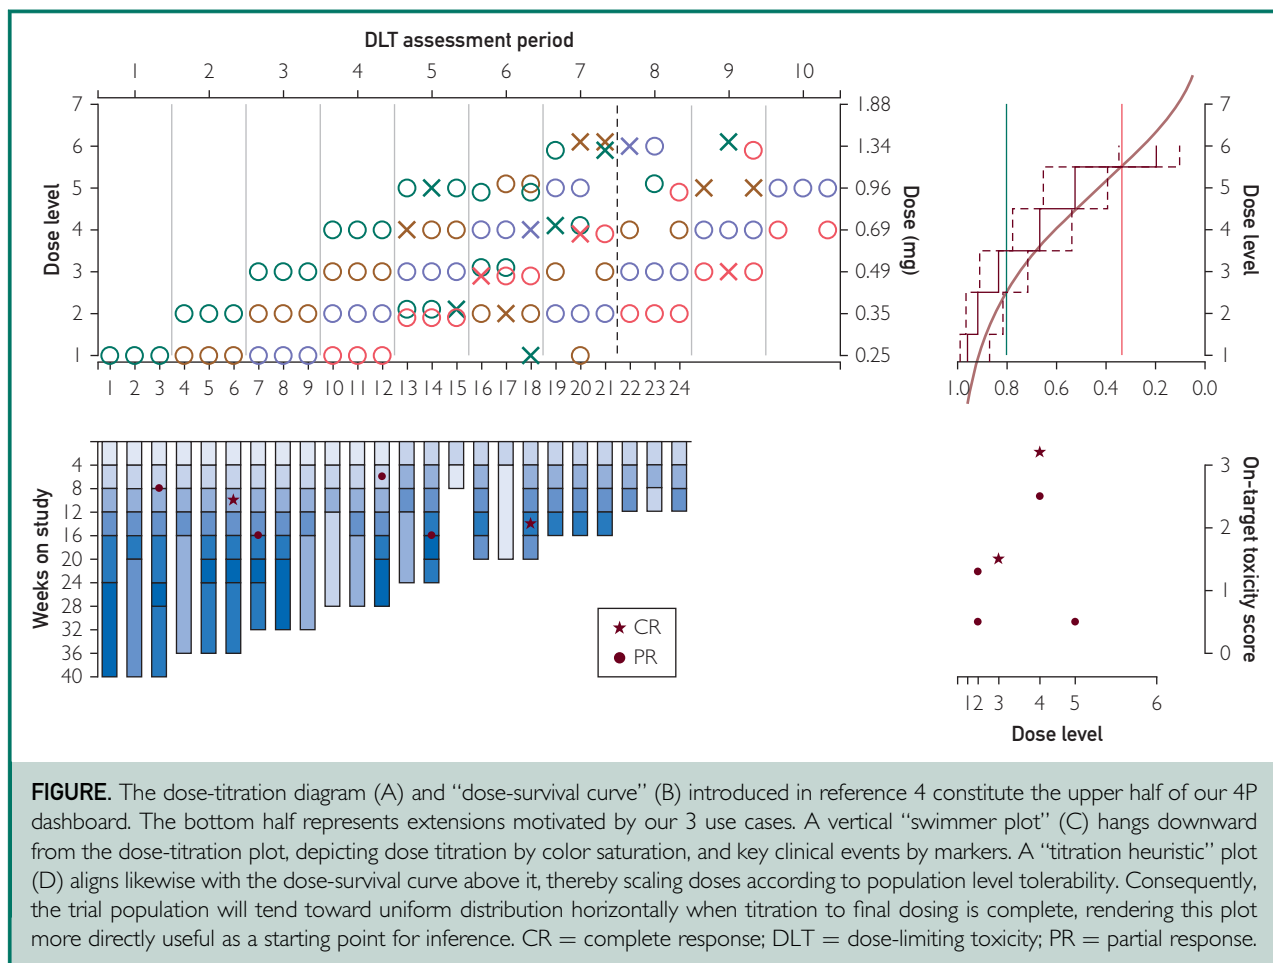 DLT assessment period
1 2 3 4 5 6 7 8 9 10
7 6 5 4 3 2 1
Dose level
1.88 1.34 0.96 0.69 0.49 0.35 0.25
Dose (mg)
1 2 3 4 5 6 7 8 9 10 11 12 13 14 15 16 17 18 19 20 21 22 23 24
7 6 5 4 3 2 1
Dose level
1.0 0.8 0.6 0.4 0.2 0.0
4 8 12 16 20 24 28 32 36 40
Weeks on study
CR
PR
3 2 1 0
On-target toxicity score
1 2 3 4 5 6
Dose level
FIGURE. The dose-titration diagram (A) and “dose-survival curve” (B) introduced in reference 4 constitute the upper half of our 4P
dashboard. The bottom half represents extensions motivated by our 3 use cases. A vertical “swimmer plot” (C) hangs downward
from the dose-titration plot, depicting dose titration by color saturation, and key clinical events by markers. A “titration heuristic” plot
(D) aligns likewise with the dose-survival curve above it, thereby scaling doses according to population level tolerability. Consequently,
the trial population will tend toward uniform distribution horizontally when titration to final dosing is complete, rendering this plot
more directly useful as a starting point for inference. CR = complete response; DLT = dose-limiting toxicity; PR = partial response.